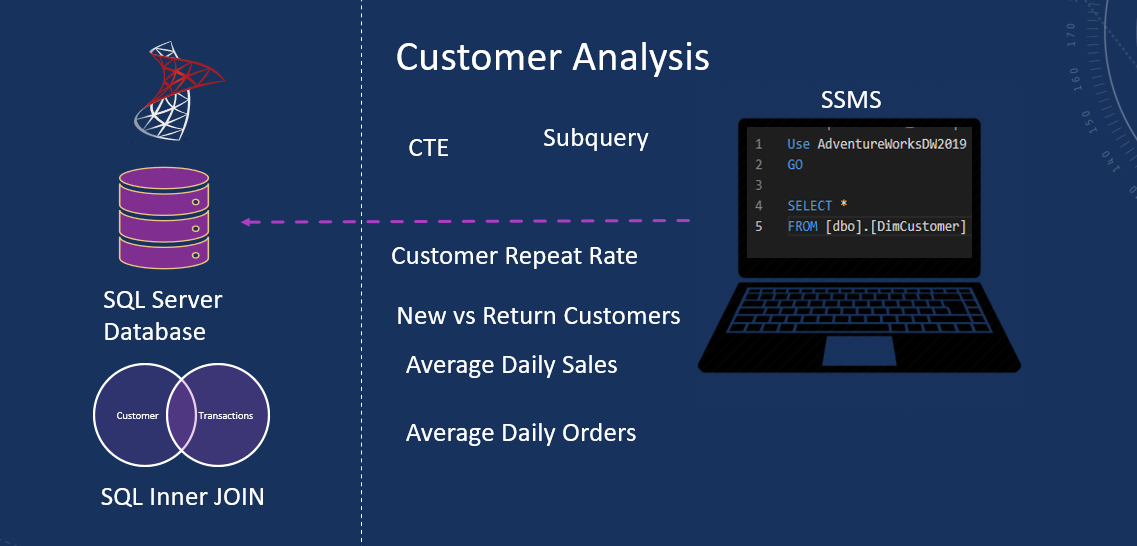 Customer Analysis
SSMS
CTE
Subquery
1 Use AdventureWorksDW2019
2 GO
3
4 SELECT *
5 FROM [dbo].[DimCustomer]
Customer Repeat Rate
New vs Return Customers
Average Daily Sales
Average Daily Orders
SQL Server
Database
Customer
Transactions
SQL Inner JOIN
170
160
150
140